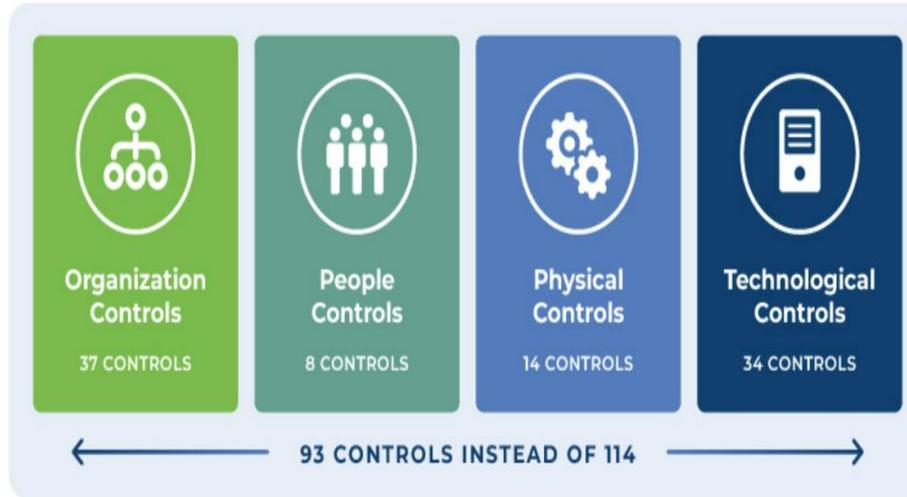 Organization
Controls
37 CONTROLS
People
Controls
8 CONTROLS
Physical
Controls
14 CONTROLS
Technological
Controls
34 CONTROLS
93 CONTROLS INSTEAD OF 114